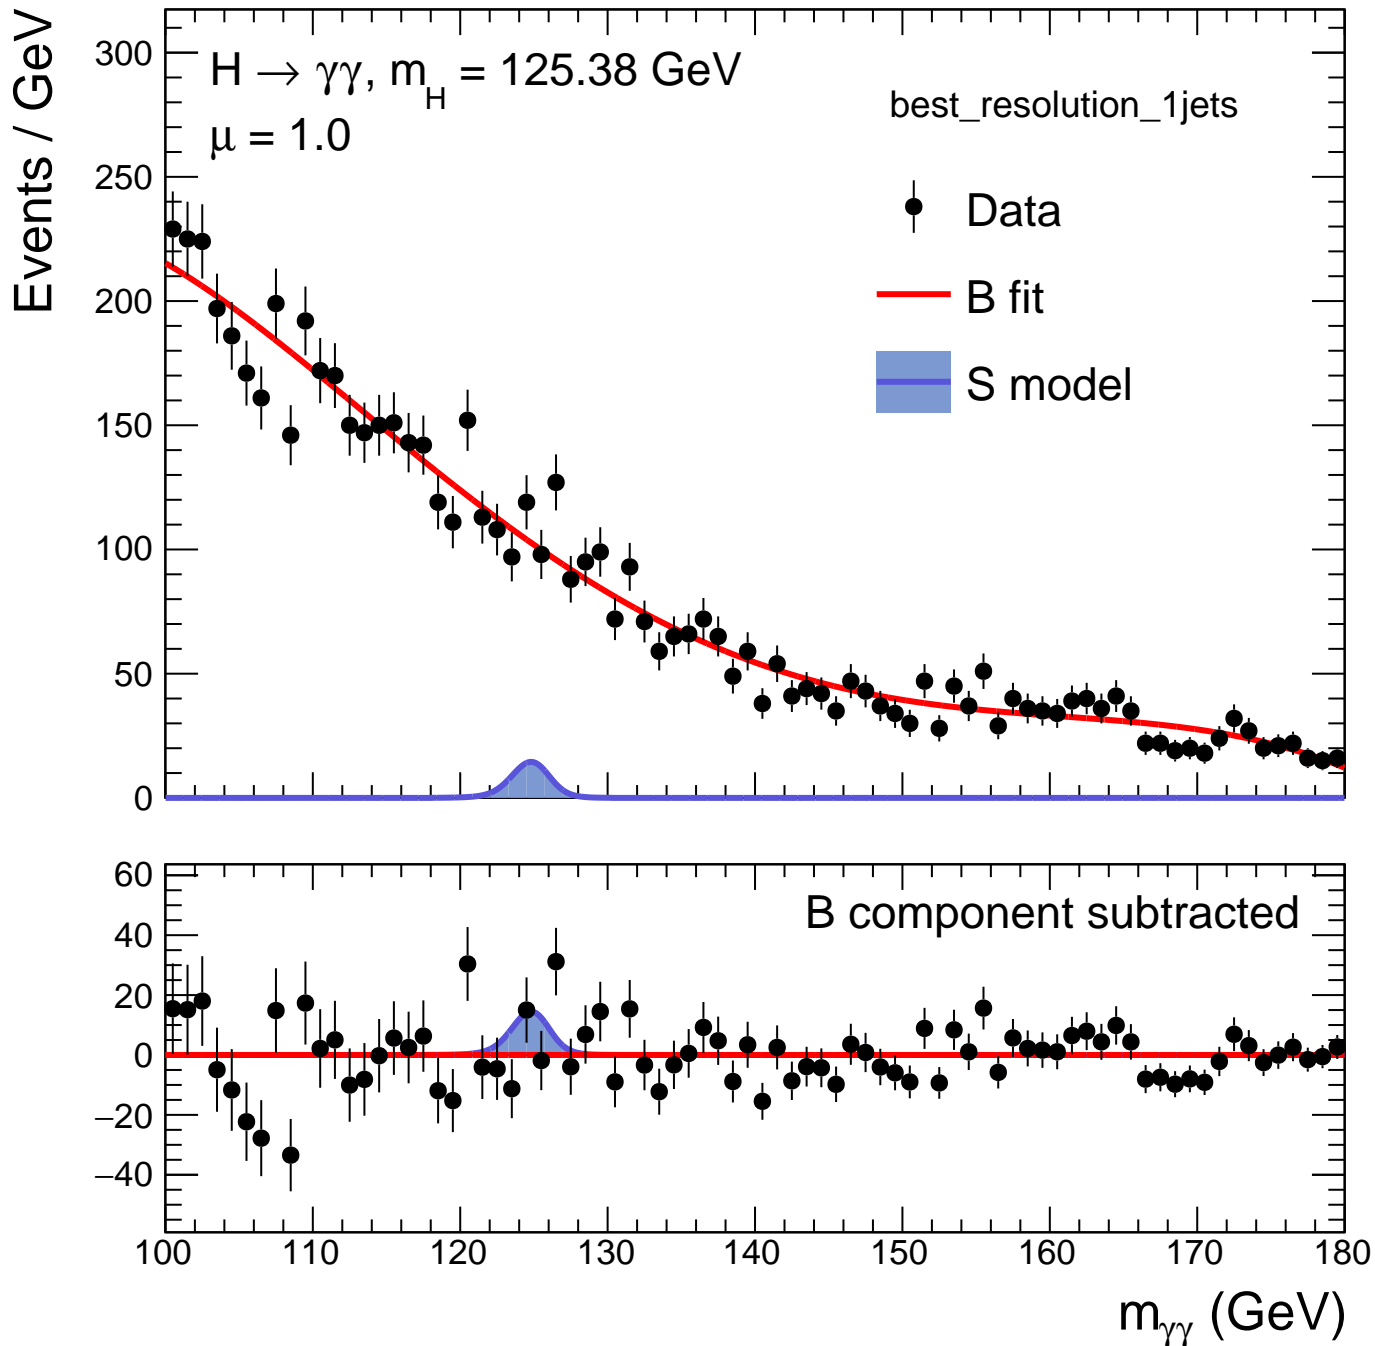 Events / GeV
300
250
200
150
100
50
0
H → γγ, m_H = 125.38 GeV
μ = 1.0
best_resolution_1jets
Data
B fit
S model
60
40
20
0
−20
−40
B component subtracted
100 110 120 130 140 150 160 170 180
m_γγ (GeV)